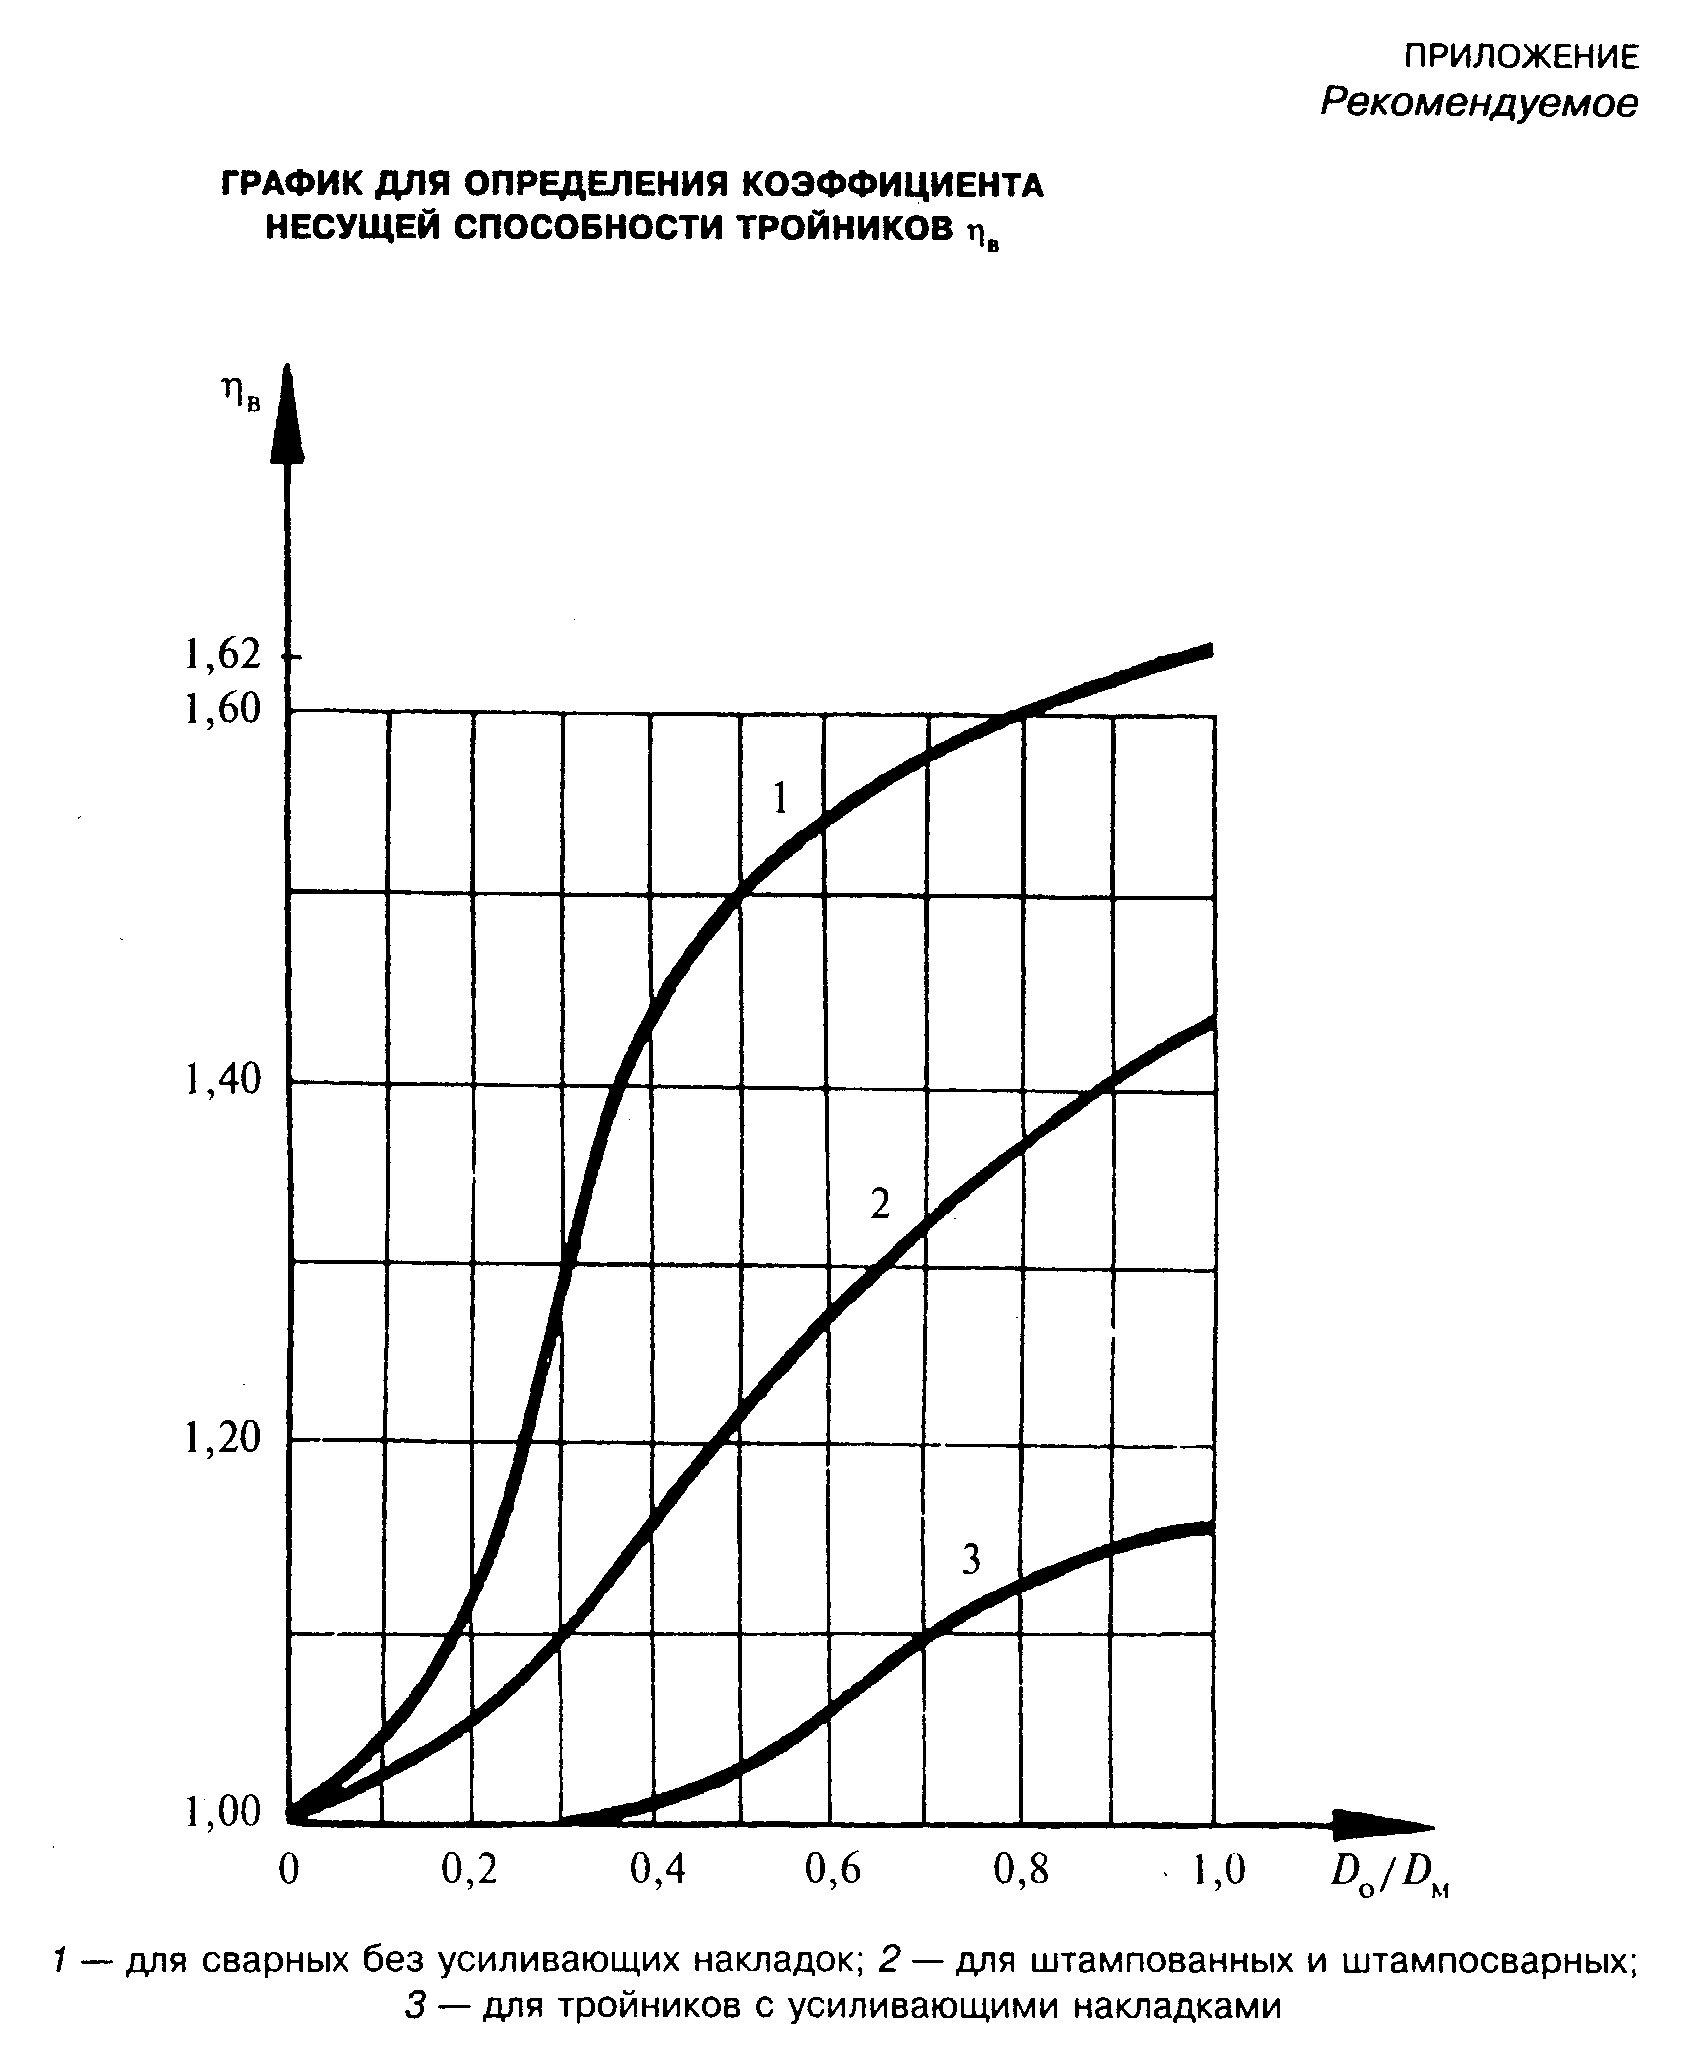 ПРИЛОЖЕНИЕ
Рекомендуемое
ГРАФИК ДЛЯ ОПРЕДЕЛЕНИЯ КОЭФФИЦИЕНТА
НЕСУЩЕЙ СПОСОБНОСТИ ТРОЙНИКОВ ηв
ηв
1,62
1,60
1
1,40
2
1,20
3
1,00
0 0,2 0,4 0,6 0,8 1,0 Dо/Dм
1 — для сварных без усиливающих накладок; 2 — для штампованных и штампосварных;
3 — для тройников с усиливающими накладками